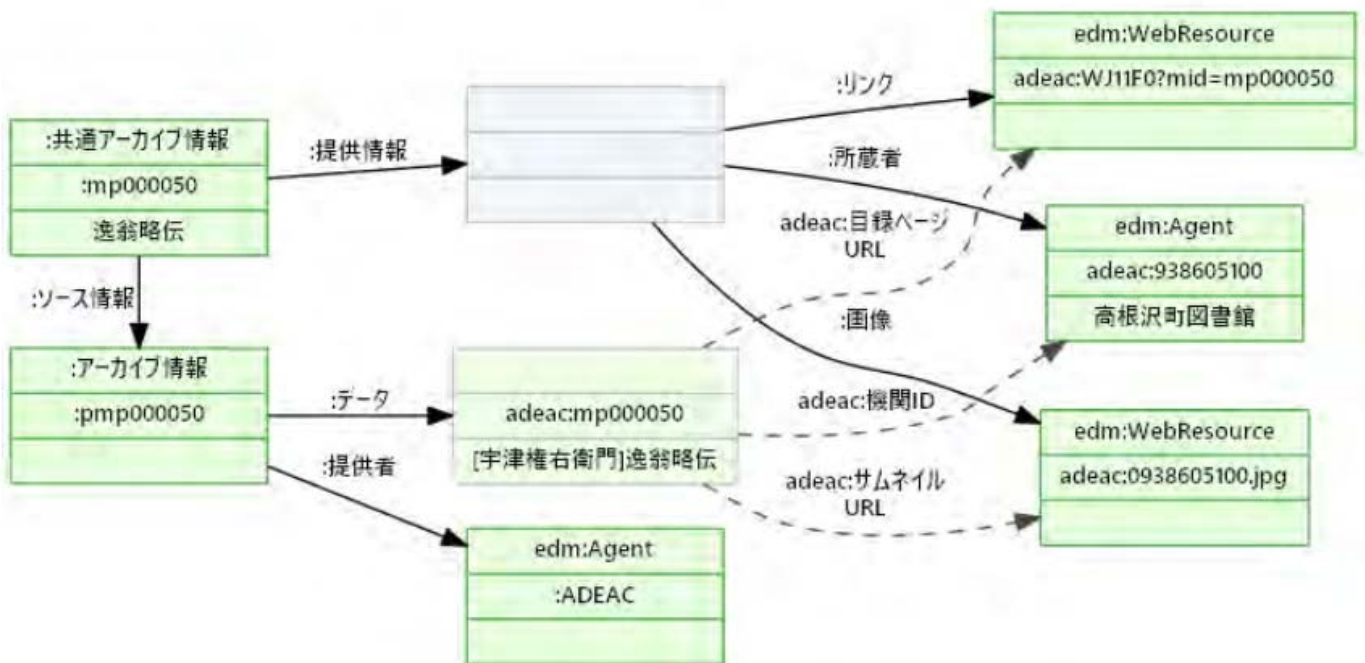 edm:WebResource
adeac:WJ11F0?mid=mp000050
:リンク
:共通アーカイブ情報
:mp000050
逸翁略伝
:提供情報
:所蔵者
adeac:目録ページ
URL
edm:Agent
adeac:938605100
高根沢町図書館
:ソース情報
:画像
:アーカイブ情報
:pmp000050
:データ
adeac:mp000050
[宇津権右衛門]逸翁略伝
adeac:機関ID
edm:WebResource
adeac:0938605100.jpg
:提供者
adeac:サムネイル
URL
edm:Agent
:ADEAC